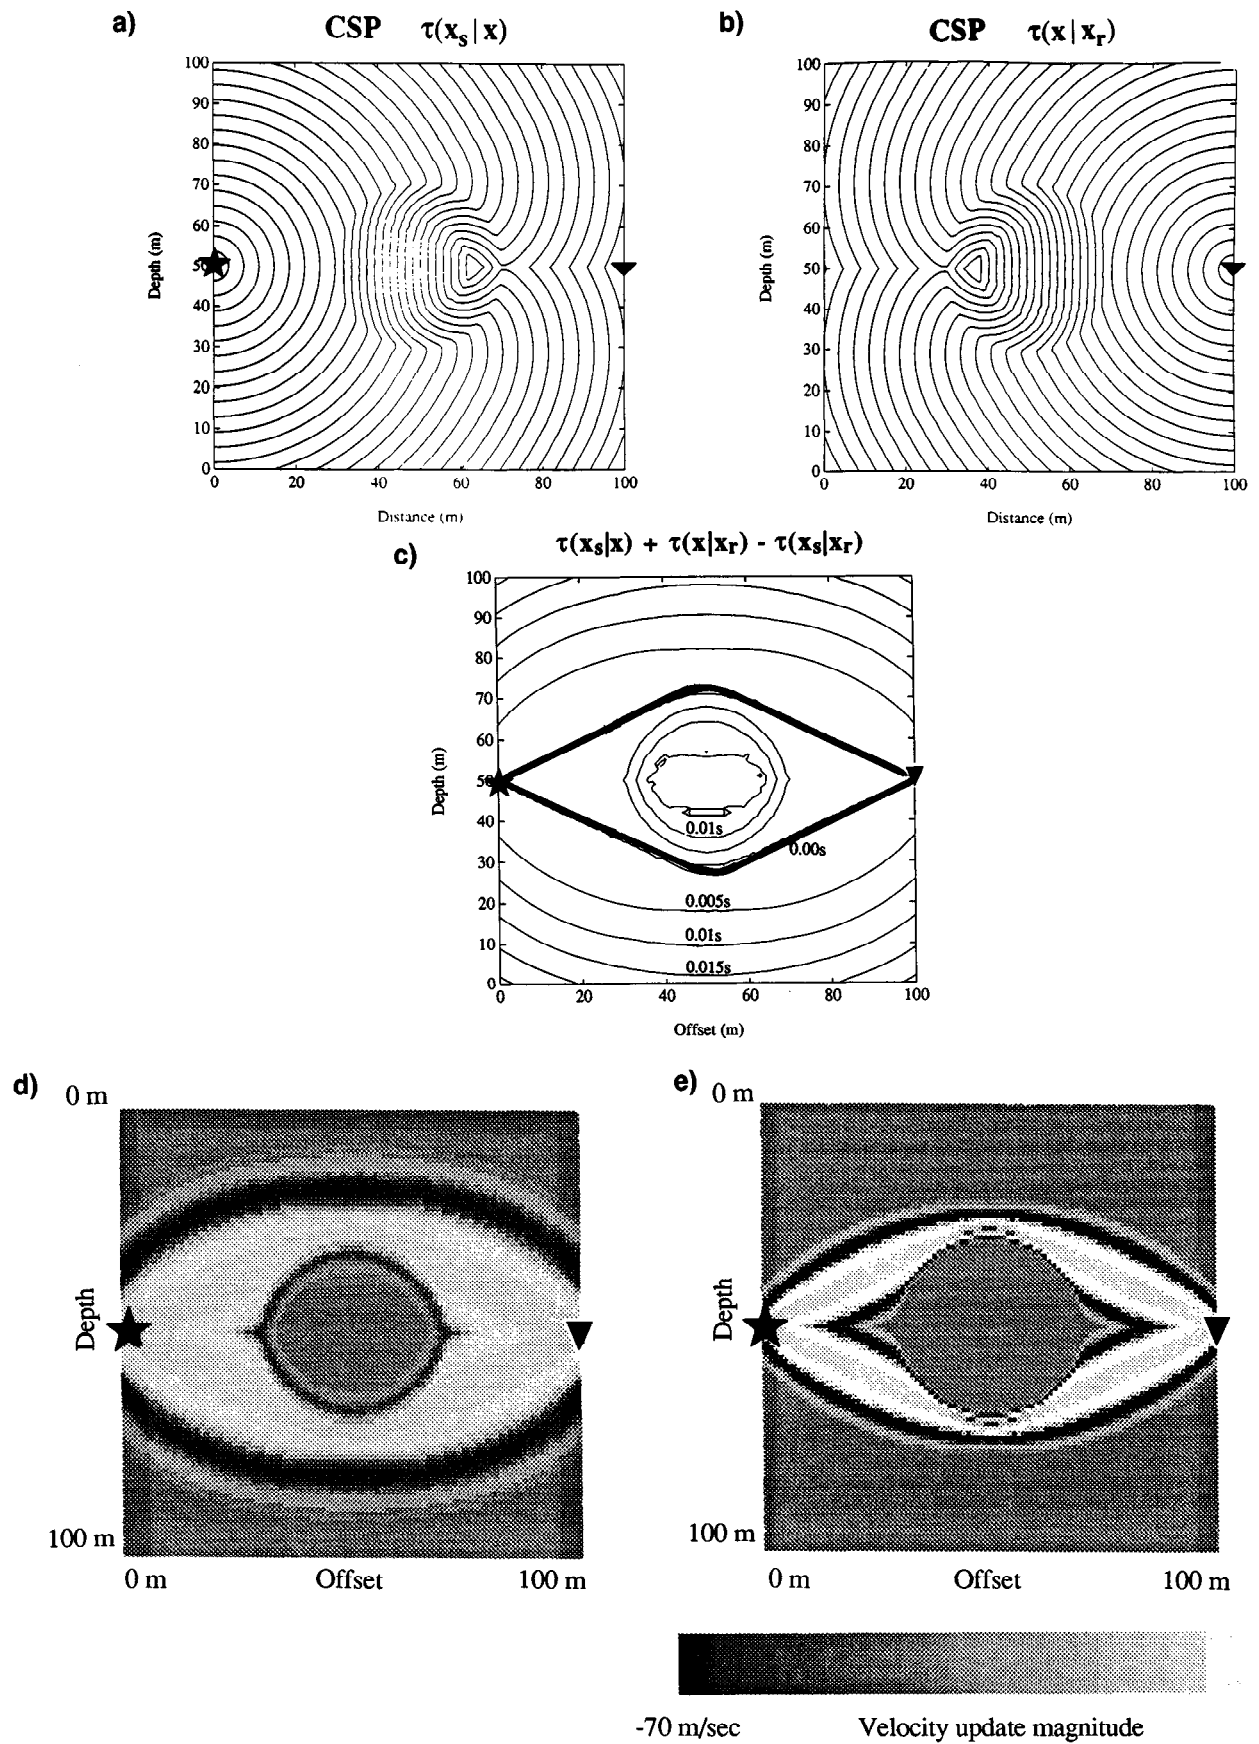 a) CSP τ(xs | x)
b) CSP τ(x | xr)
100
90
80
70
60
50
40
30
20
10
0
Depth (m)
0 20 40 60 80 100
Distance (m)
100
90
80
70
60
50
40
30
20
10
0
Depth (m)
0 20 40 60 80 100
Distance (m)
c) τ(xs|x) + τ(x|xr) - τ(xs|xr)
100
90
80
70
60
50
40
30
20
10
0
Depth (m)
0.01s
0.00s
0.005s
0.01s
0.015s
0 20 40 60 80 100
Offset (m)
d)
0 m
Depth
100 m
0 m Offset 100 m
e)
0 m
Depth
100 m
0 m Offset 100 m
-70 m/sec Velocity update magnitude